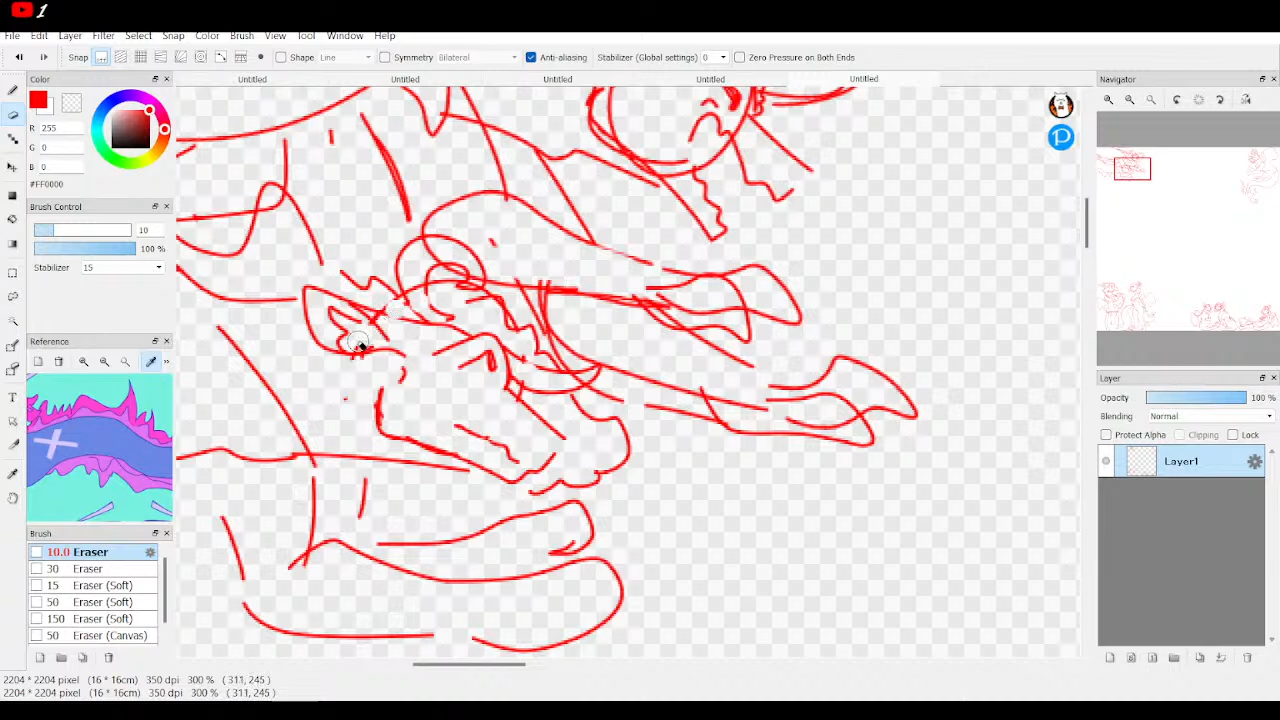 1
File Edit Layer Filter Select Snap Color Brush View Tool Window Help
Snap Shape Line Symmetry Bilateral Anti-aliasing Stabilizer (Global settings) 0 Zero Pressure on Both Ends
Color
Untitled Untitled Untitled Untitled Untitled
Navigator
R 255
G 0
B 0
#FF0000
Brush Control
10
100 %
Stabilizer 15
Reference
Layer
Opacity 100 %
Blending Normal
Protect Alpha Clipping Lock
Layer1
Brush
10.0 Eraser
30 Eraser
15 Eraser (Soft)
50 Eraser (Soft)
150 Eraser (Soft)
50 Eraser (Canvas)
2204 * 2204 pixel (16 * 16cm) 350 dpi 300 % ( 311, 245 )
2204 * 2204 pixel (16 * 16cm) 350 dpi 300 % ( 311, 245 )